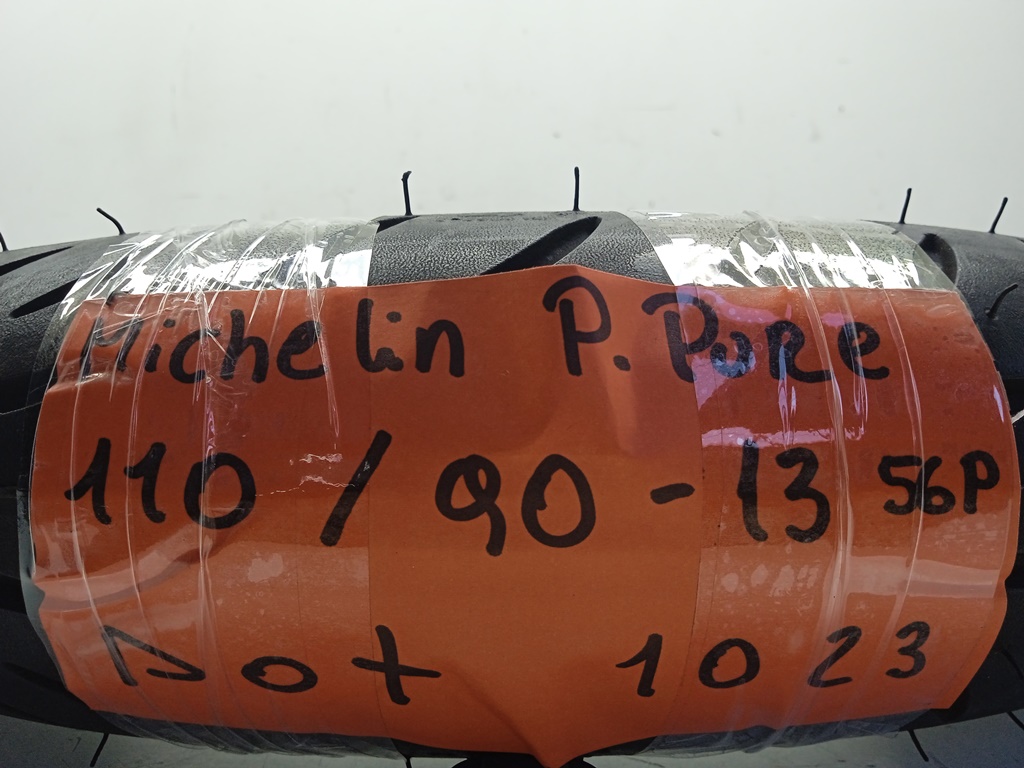 Michelin P. Pure
110 / 90 - 13 56P
Dot 1023